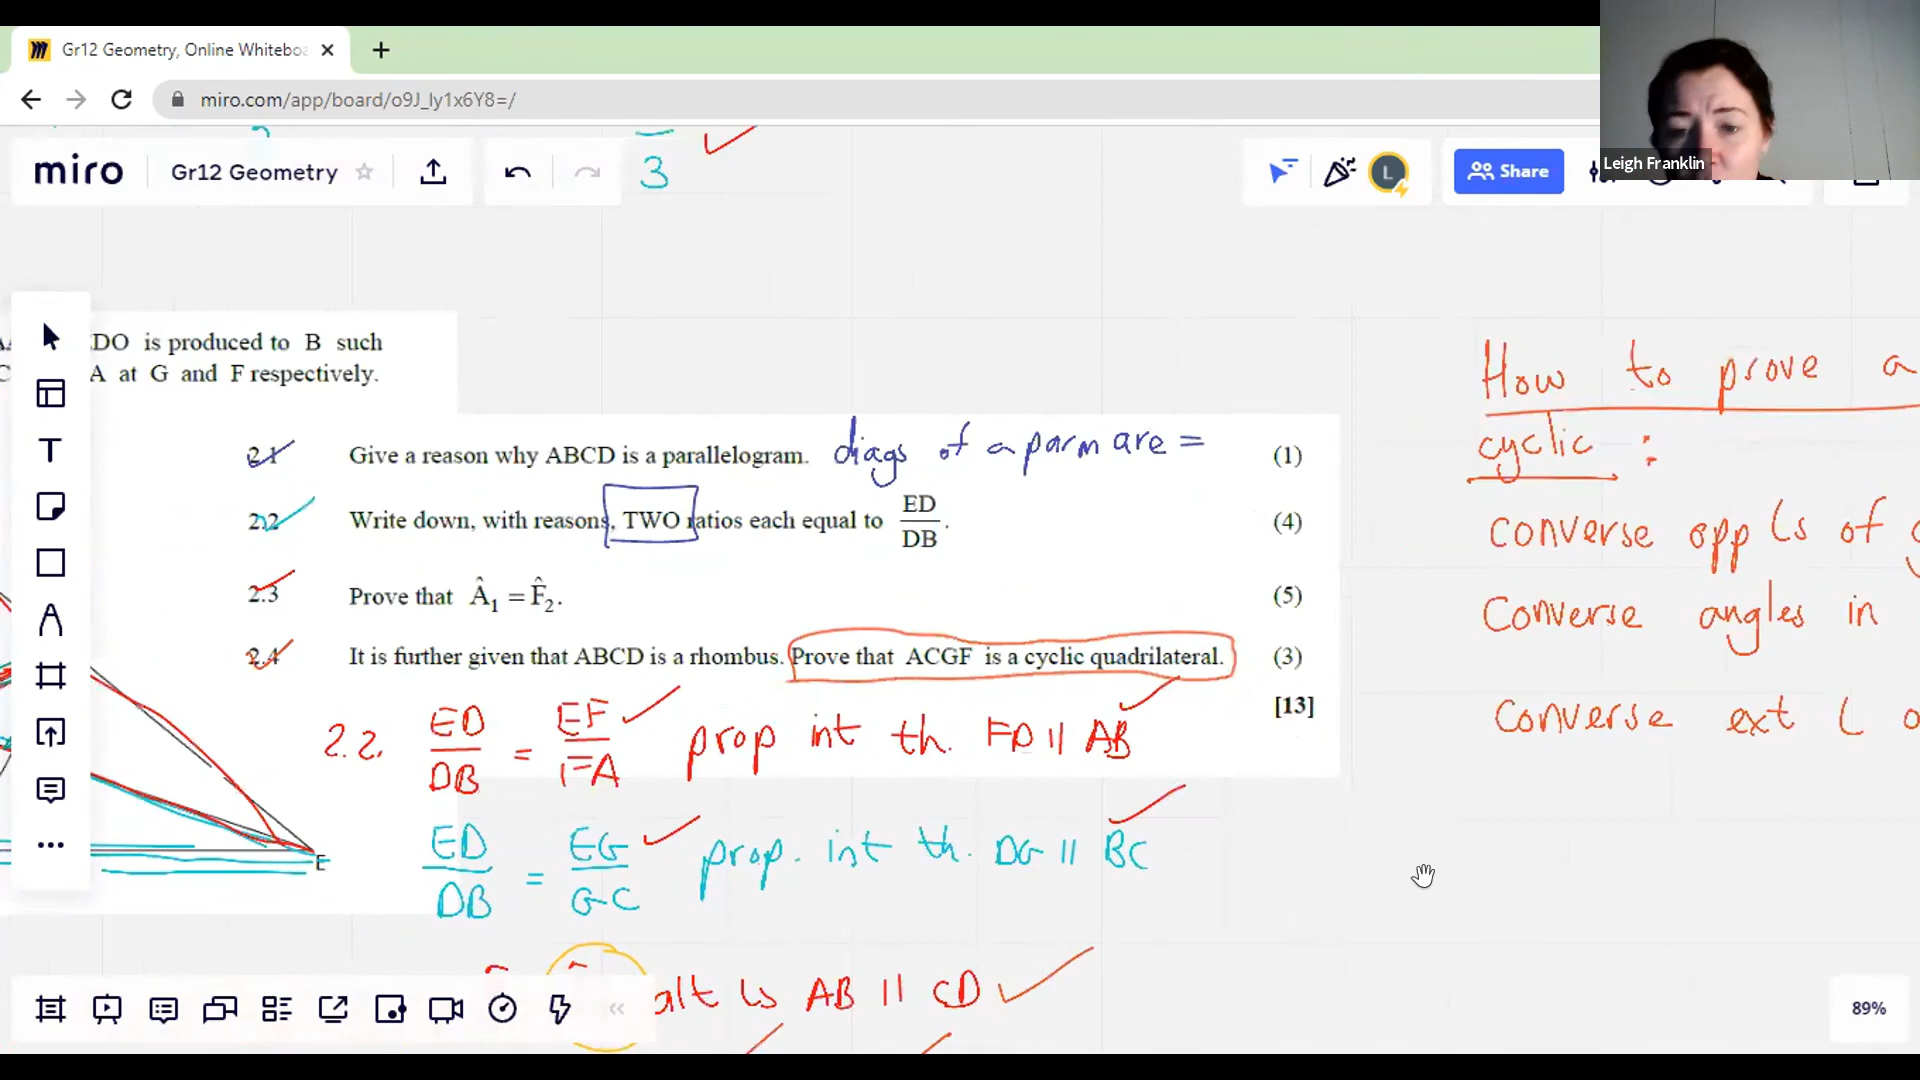 Gr12 Geometry, Online Whiteboa
miro.com/app/board/o9J_ly1x6Y8=/
miro
Gr12 Geometry
3
L
Share
Leigh Franklin
EDO is produced to B such
A at G and F respectively.
2.1 Give a reason why ABCD is a parallelogram. diags of a parm are = (1)
2.2 Write down, with reasons, TWO ratios each equal to ED/DB. (4)
2.3 Prove that Â₁ = F̂₂. (5)
2.4 It is further given that ABCD is a rhombus. Prove that ACGF is a cyclic quadrilateral. (3)
[13]
2.2. ED/DB = EF/FA prop int th. FD || AB
ED/DB = EG/GC prop. int th. DG || BC
alt ∠s AB || CD
E
How to prove a
cyclic :
converse opp ∠s of
Converse angles in
Converse ext ∠ o
89%